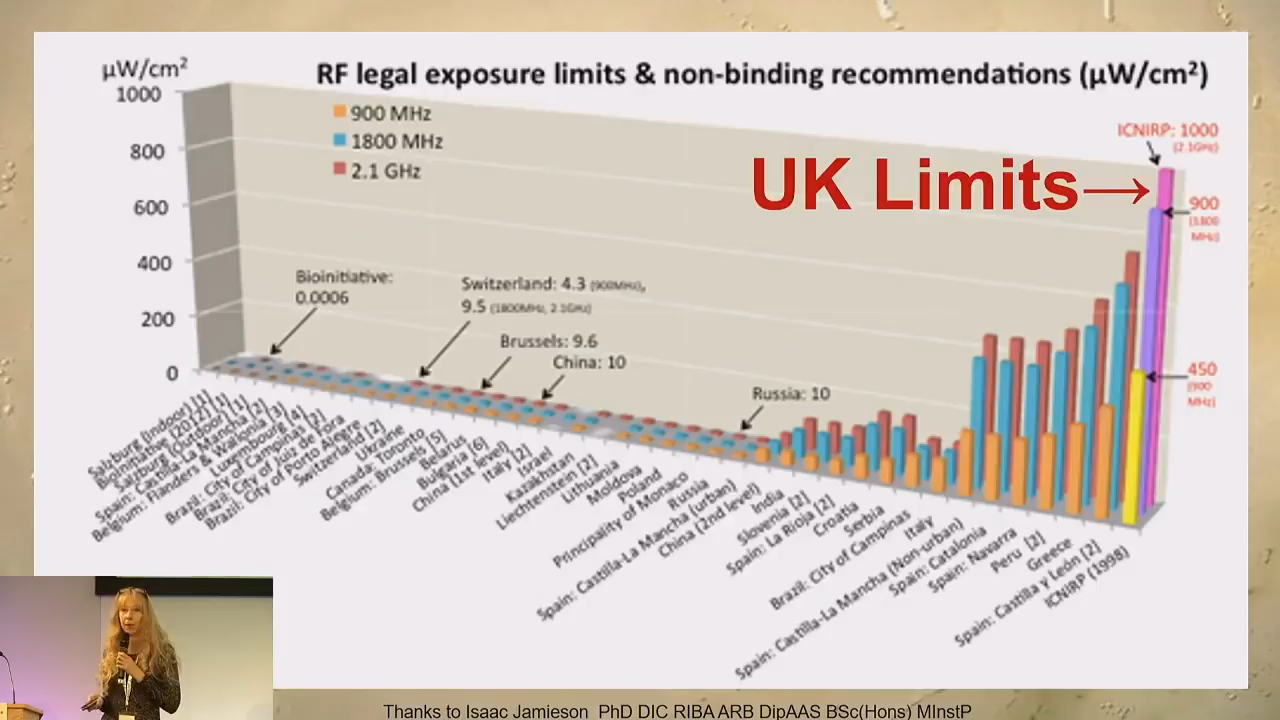 RF legal exposure limits & non-binding recommendations (µW/cm²)
µW/cm²
1000
800
600
400
200
0
900 MHz
1800 MHz
2.1 GHz
ICNIRP: 1000
(2.1GHz)
UK Limits→
900
(1800
MHz)
450
(900
MHz)
Bioinitiative:
0.0006
Switzerland: 4.3 (900MHz),
9.5 (1800MHz, 2.1GHz)
Brussels: 9.6
China: 10
Russia: 10
Salzburg (Indoor) [1]
Bioinitiative (2012) [1]
Salzburg (Outdoor) [1]
Spain: Castilla-La Mancha [2]
Belgium: Flanders & Wallonia [3]
Luxembourg [4]
Brazil: City of Campinas [2]
Brazil: City of Juiz de Fora
Brazil: City of Porto Alegre
Switzerland [2]
Ukraine
Canada: Toronto
Belgium: Brussels [5]
Belarus
Bulgaria [6]
China (1st level)
Italy [2]
Israel
Kazakhstan
Liechtenstein [2]
Lithuania
Moldova
Poland
Principality of Monaco
Russia
Spain: Castilla-La Mancha (urban)
China (2nd level)
India
Slovenia [2]
Spain: La Rioja [2]
Croatia
Serbia
Brazil: City of Campinas
Italy
Spain: Castilla-La Mancha (Non-urban)
Spain: Catalonia
Spain: Navarra
Peru [2]
Greece
Spain: Castilla y León [2]
ICNIRP (1998)
Thanks to Isaac Jamieson PhD DIC RIBA ARB DipAAS BSc(Hons) MInstP